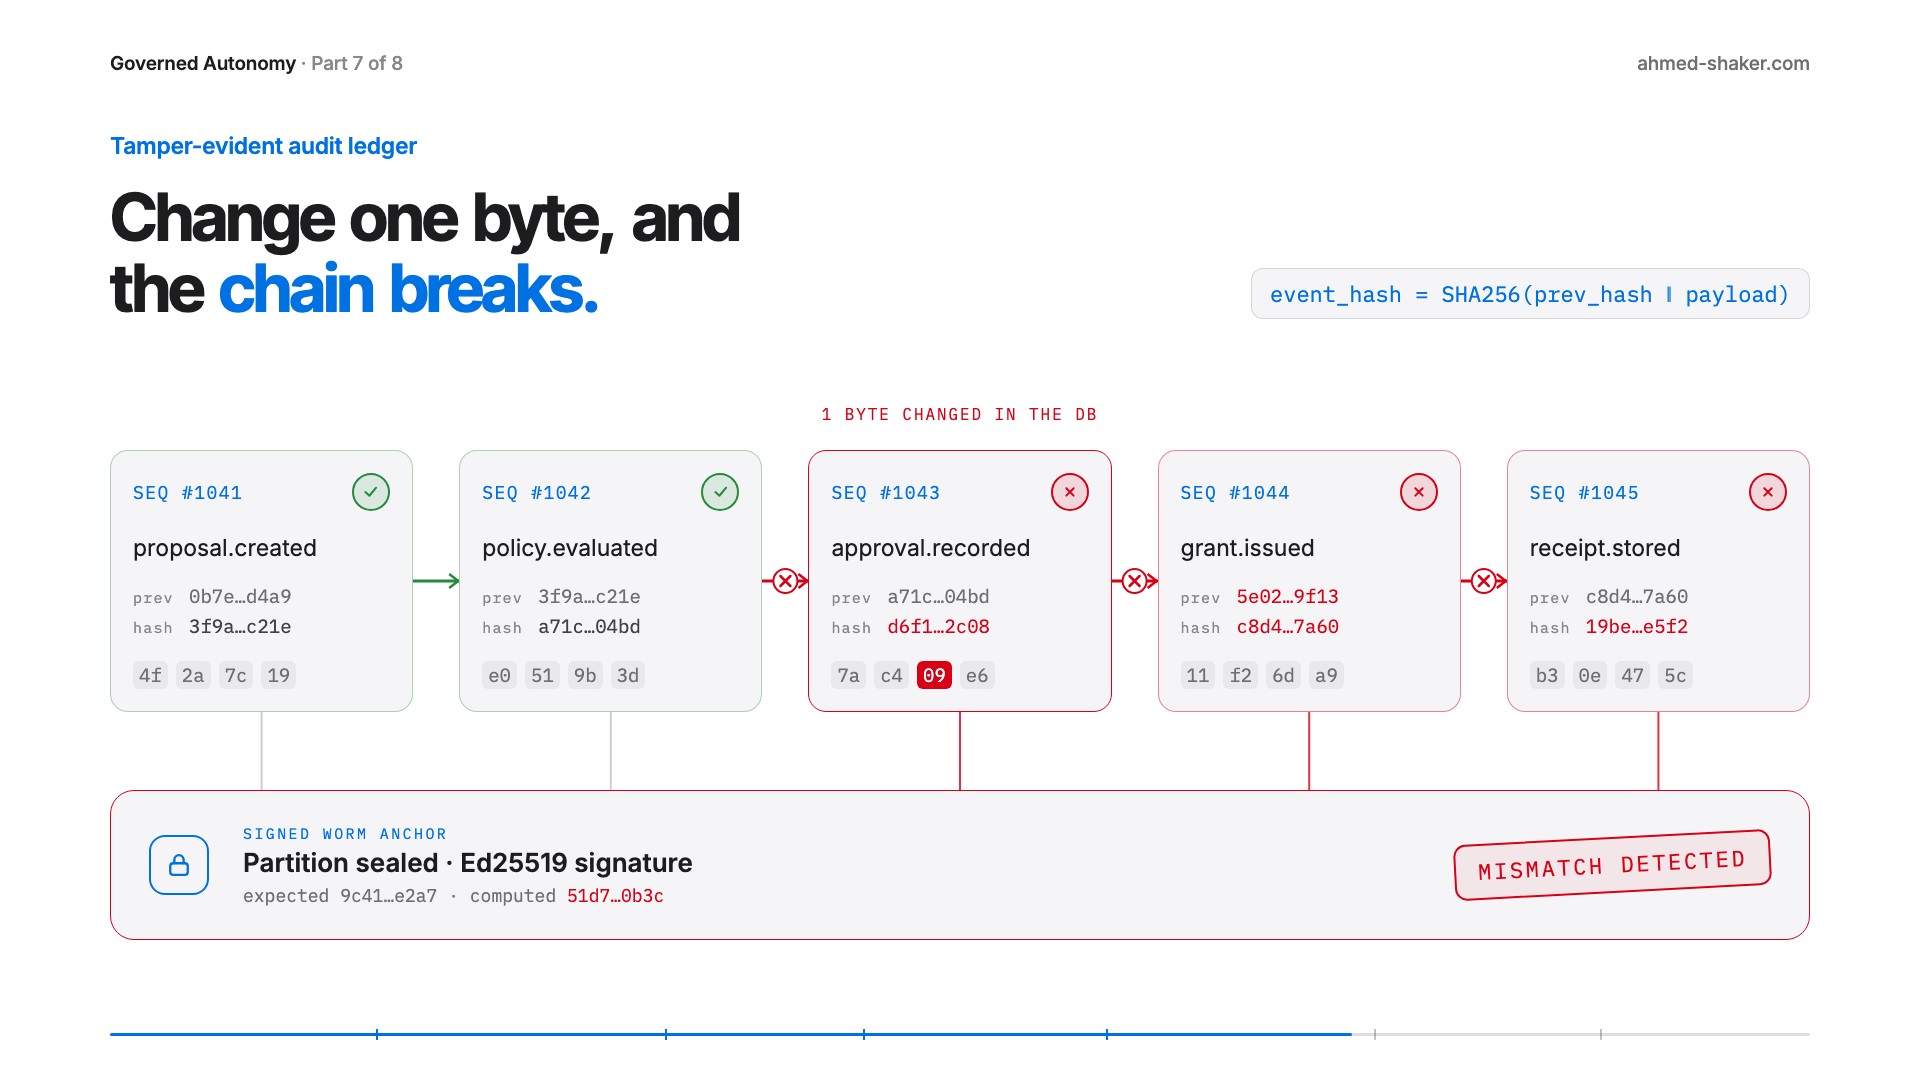 Governed Autonomy · Part 7 of 8
ahmed-shaker.com
Tamper-evident audit ledger
Change one byte, and
the chain breaks.
event_hash = SHA256(prev_hash ‖ payload)
1 BYTE CHANGED IN THE DB
SEQ #1041
proposal.created
prev 0b7e…d4a9
hash 3f9a…c21e
4f 2a 7c 19
SEQ #1042
policy.evaluated
prev 3f9a…c21e
hash a71c…04bd
e0 51 9b 3d
SEQ #1043
approval.recorded
prev a71c…04bd
hash d6f1…2c08
7a c4 09 e6
SEQ #1044
grant.issued
prev 5e02…9f13
hash c8d4…7a60
11 f2 6d a9
SEQ #1045
receipt.stored
prev c8d4…7a60
hash 19be…e5f2
b3 0e 47 5c
SIGNED WORM ANCHOR
Partition sealed · Ed25519 signature
expected 9c41…e2a7 · computed 51d7…0b3c
MISMATCH DETECTED